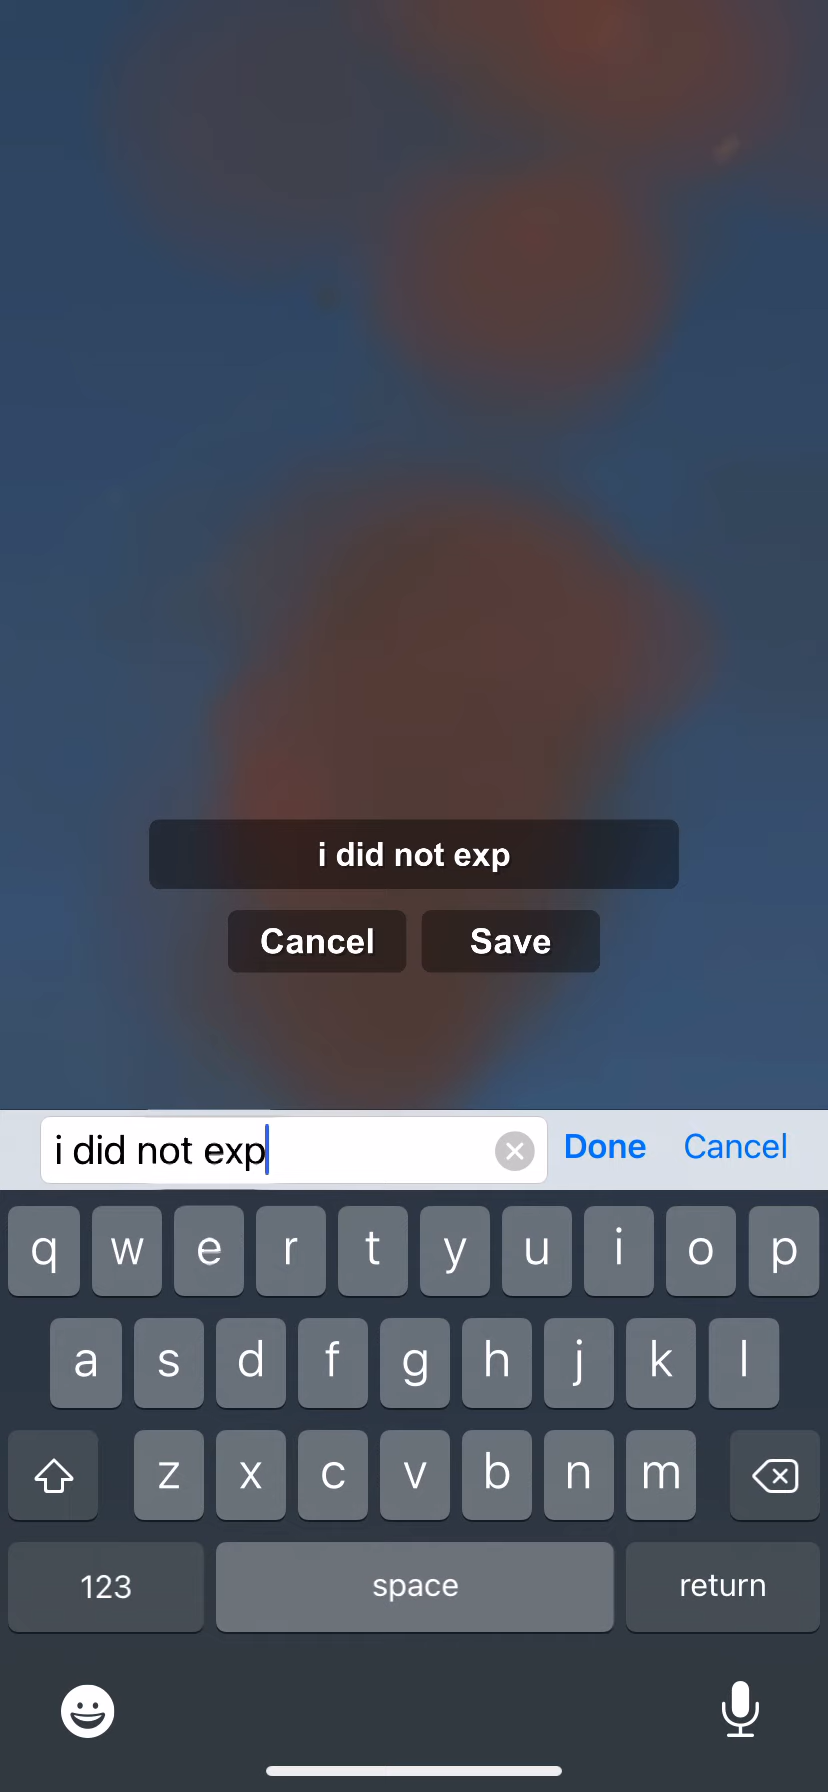 i did not exp
Cancel Save
i did not exp Done Cancel
q w e r t y u i o p
a s d f g h j k l
z x c v b n m
123 space return